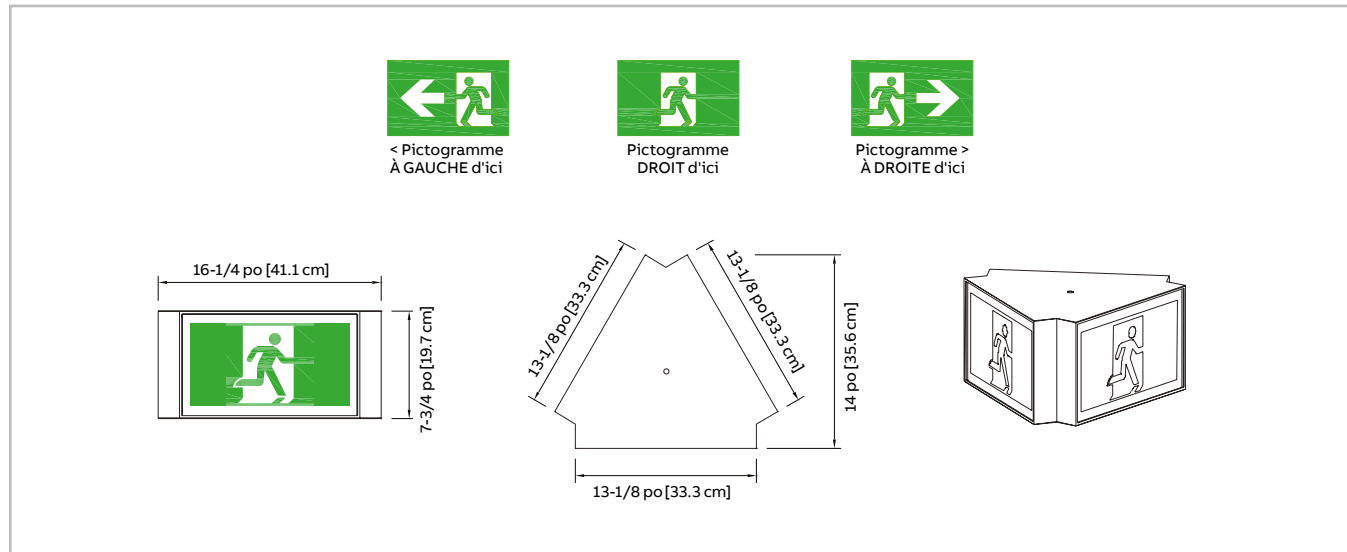 < Pictogramme
À GAUCHE d'ici
Pictogramme
DROIT d'ici
Pictogramme >
À DROITE d'ici
16-1/4 po [41.1 cm]
7-3/4 po [19.7 cm]
13-1/8 po [33.3 cm]
13-1/8 po [33.3 cm]
14 po [35.6 cm]
13-1/8 po [33.3 cm]